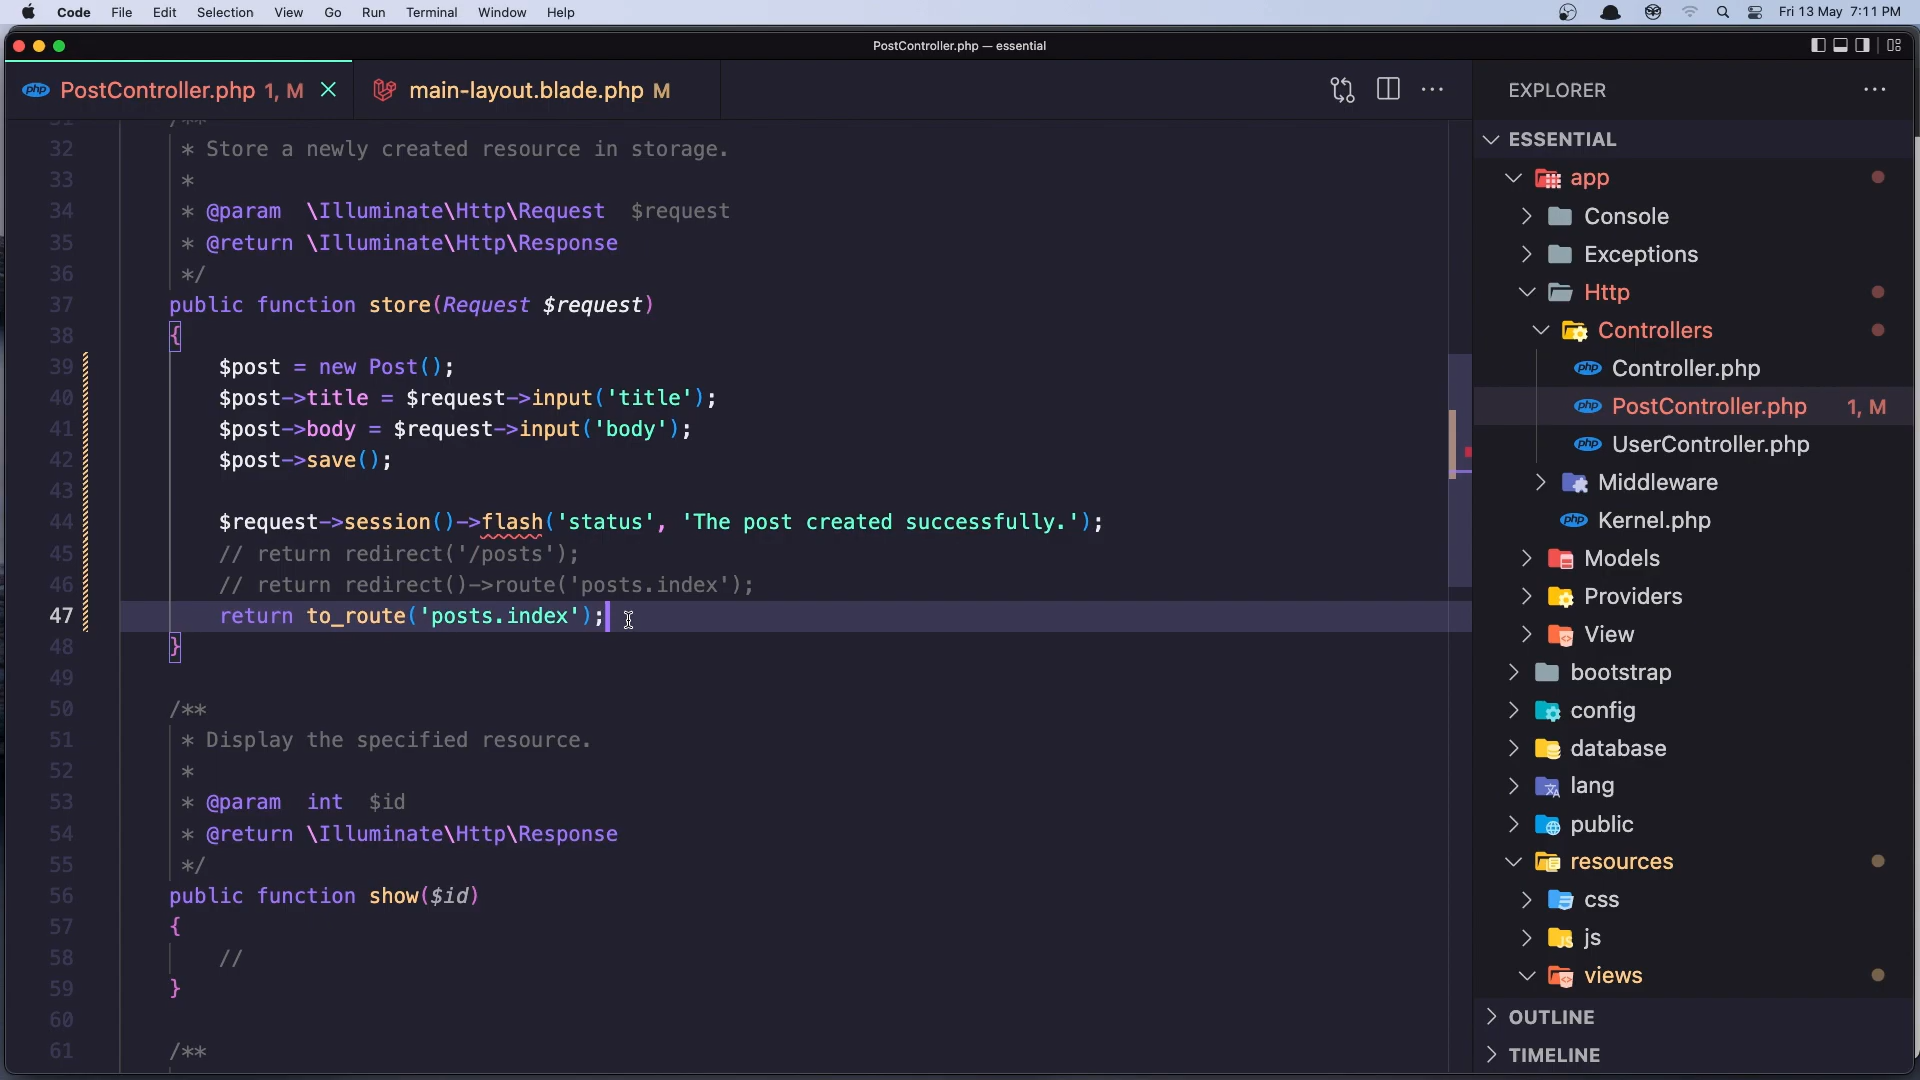 Code File Edit Selection View Go Run Terminal Window Help Fri 13 May 7:11 PM
PostController.php — essential
PostController.php 1, M
main-layout.blade.php M
32 * Store a newly created resource in storage.
33 *
34 * @param  \Illuminate\Http\Request  $request
35 * @return \Illuminate\Http\Response
36 */
37 public function store(Request $request)
38 {
39 $post = new Post();
40 $post->title = $request->input('title');
41 $post->body = $request->input('body');
42 $post->save();
43
44 $request->session()->flash('status', 'The post created successfully.');
45 // return redirect('/posts');
46 // return redirect()->route('posts.index');
47 return to_route('posts.index');
48 }
49
50 /**
51 * Display the specified resource.
52 *
53 * @param  int  $id
54 * @return \Illuminate\Http\Response
55 */
56 public function show($id)
57 {
58 //
59 }
60
61 /**
EXPLORER
ESSENTIAL
app
Console
Exceptions
Http
Controllers
Controller.php
PostController.php 1, M
UserController.php
Middleware
Kernel.php
Models
Providers
View
bootstrap
config
database
lang
public
resources
css
js
views
OUTLINE
TIMELINE